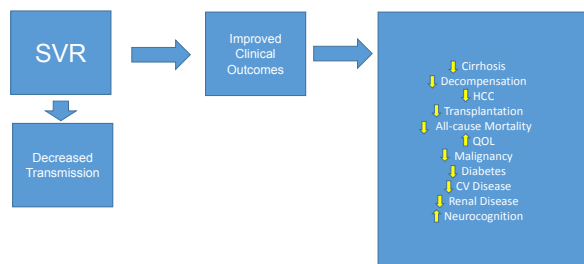 SVR
Improved
Clinical
Outcomes
Decreased
Transmission
Cirrhosis
Decompensation
HCC
Transplantation
All-cause Mortality
QOL
Malignancy
Diabetes
CV Disease
Renal Disease
Neurocognition